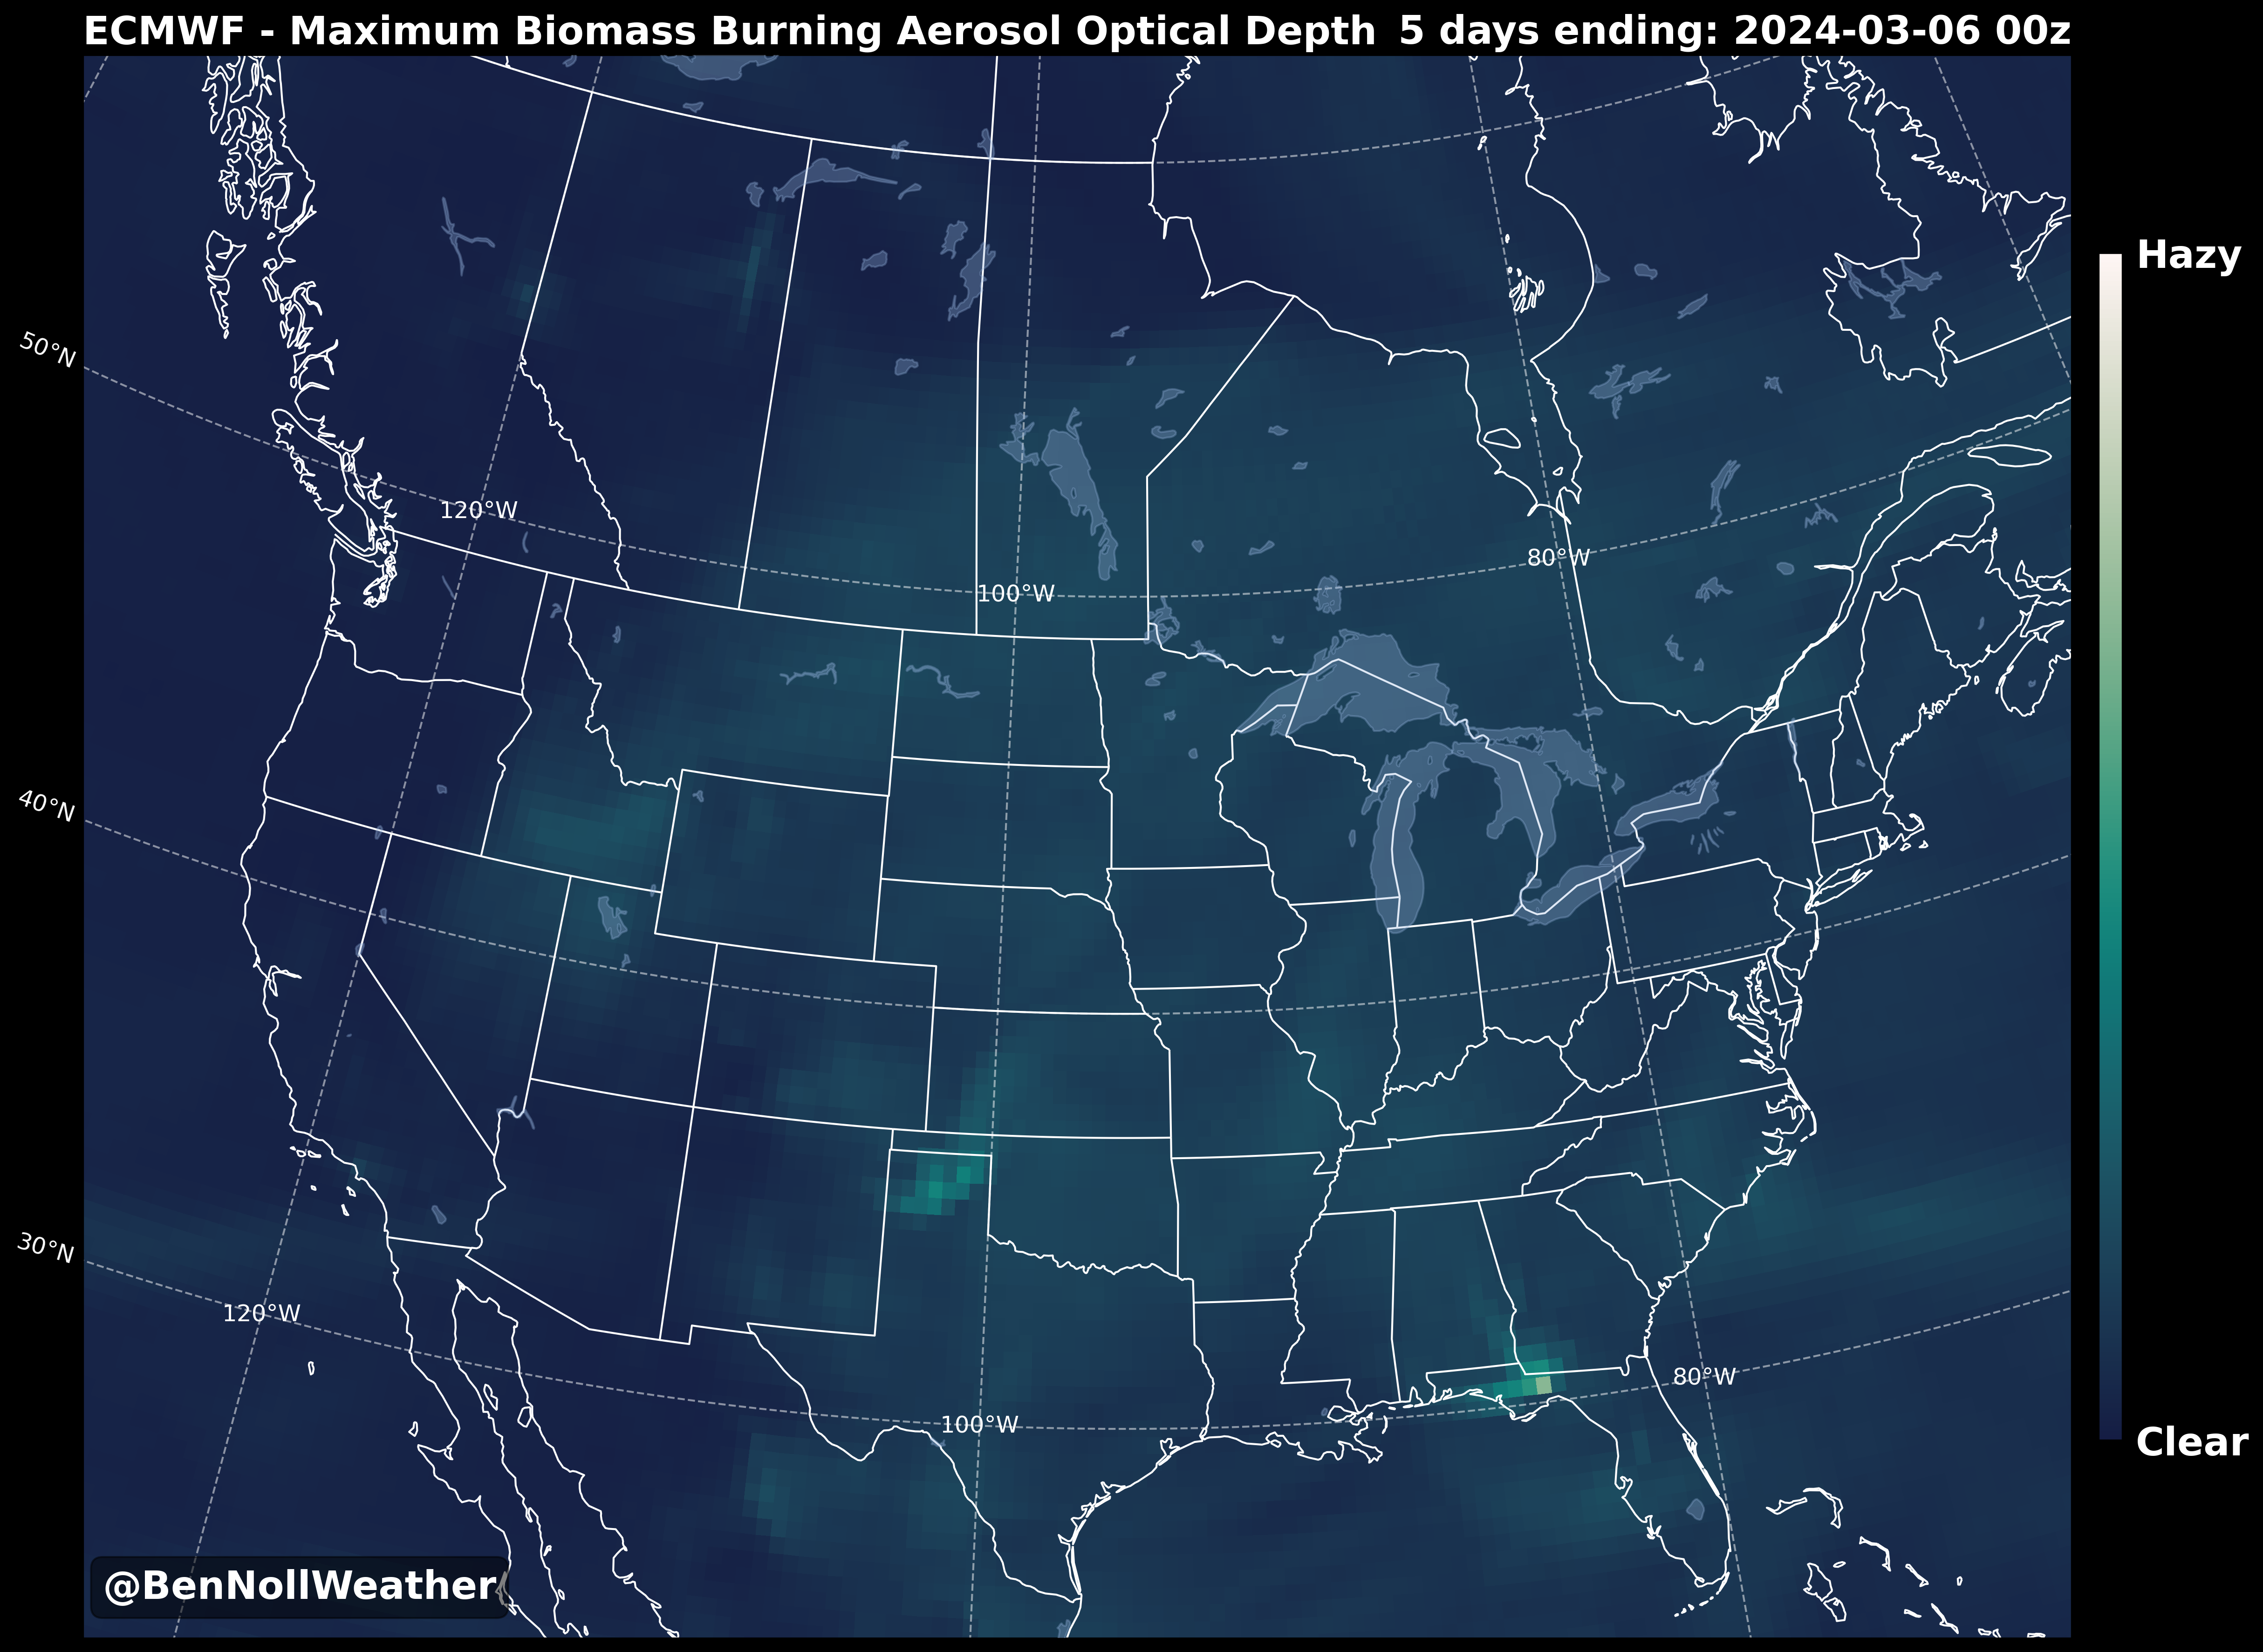 ECMWF - Maximum Biomass Burning Aerosol Optical Depth 5 days ending: 2024-03-06 00z
Hazy
50°N
120°W
80°W
100°W
40°N
30°N
120°W
80°W
100°W
Clear
@BenNollWeather